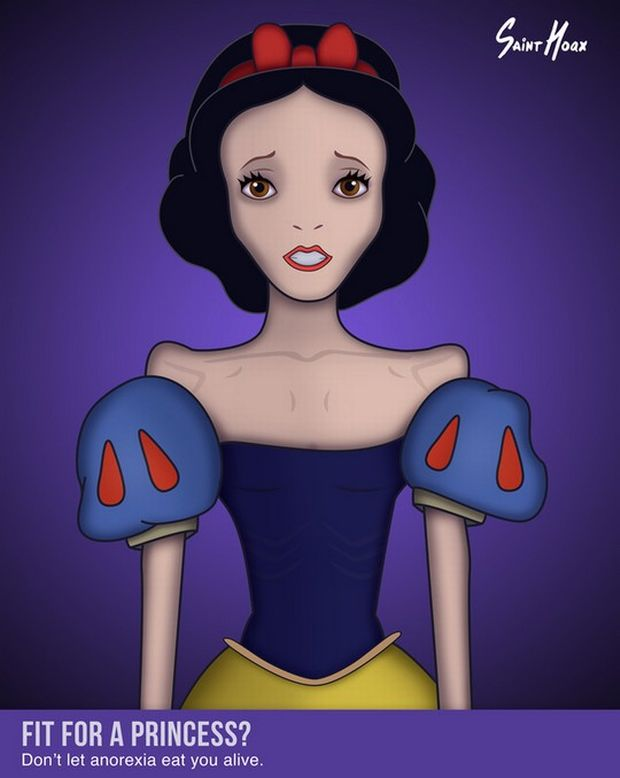 Saint Hoax
FIT FOR A PRINCESS?
Don't let anorexia eat you alive.